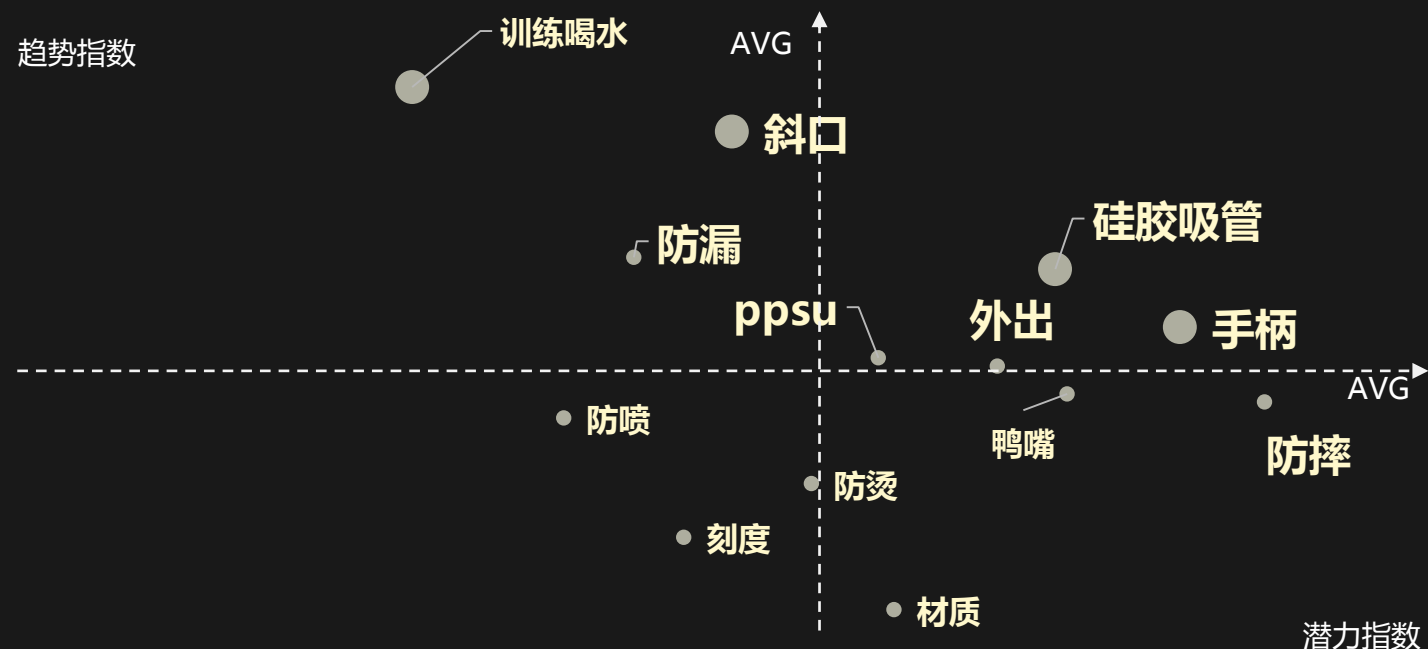 训练喝水
趋势指数
AVG
斜口
硅胶吸管
防漏
ppsu
外出
手柄
AVG
防喷
鸭嘴
防摔
防烫
刻度
材质
潜力指数